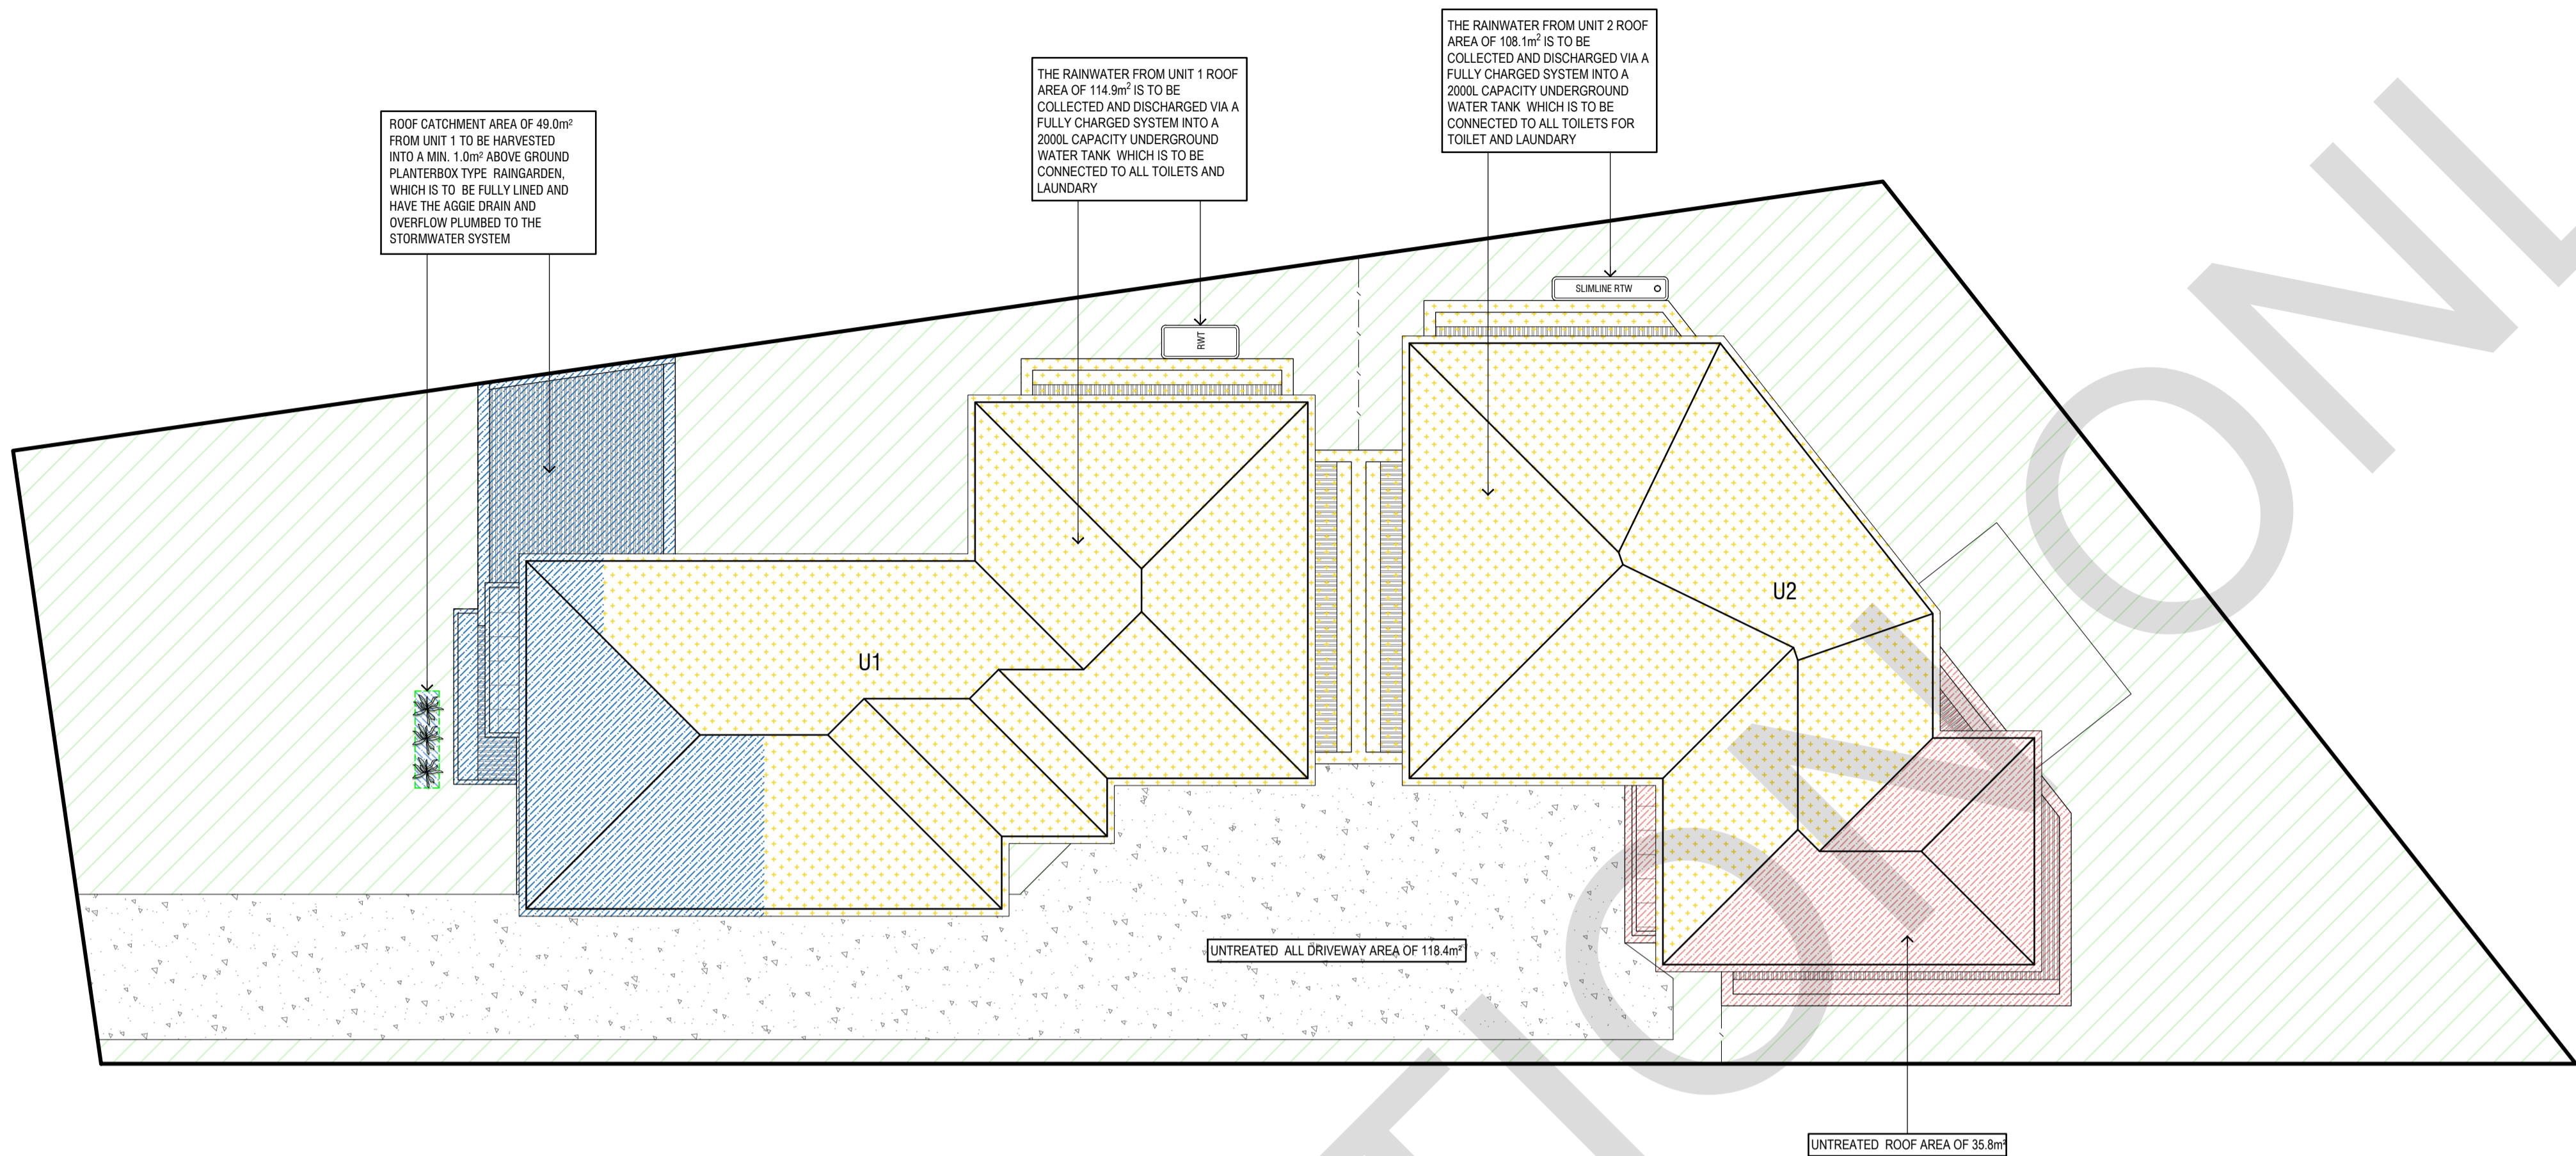 THE RAINWATER FROM UNIT 2 ROOF
AREA OF 108.1m² IS TO BE
COLLECTED AND DISCHARGED VIA A
FULLY CHARGED SYSTEM INTO A
2000L CAPACITY UNDERGROUND
WATER TANK WHICH IS TO BE
CONNECTED TO ALL TOILETS FOR
TOILET AND LAUNDARY
THE RAINWATER FROM UNIT 1 ROOF
AREA OF 114.9m² IS TO BE
COLLECTED AND DISCHARGED VIA A
FULLY CHARGED SYSTEM INTO A
2000L CAPACITY UNDERGROUND
WATER TANK WHICH IS TO BE
CONNECTED TO ALL TOILETS AND
LAUNDARY
ROOF CATCHMENT AREA OF 49.0m²
FROM UNIT 1 TO BE HARVESTED
INTO A MIN. 1.0m² ABOVE GROUND
PLANTERBOX TYPE RAINGARDEN,
WHICH IS TO BE FULLY LINED AND
HAVE THE AGGIE DRAIN AND
OVERFLOW PLUMBED TO THE
STORMWATER SYSTEM
SLIMLINE RTW
RWT
U2
U1
UNTREATED ALL DRIVEWAY AREA OF 118.4m²
UNTREATED ROOF AREA OF 35.8m²
TION ONL